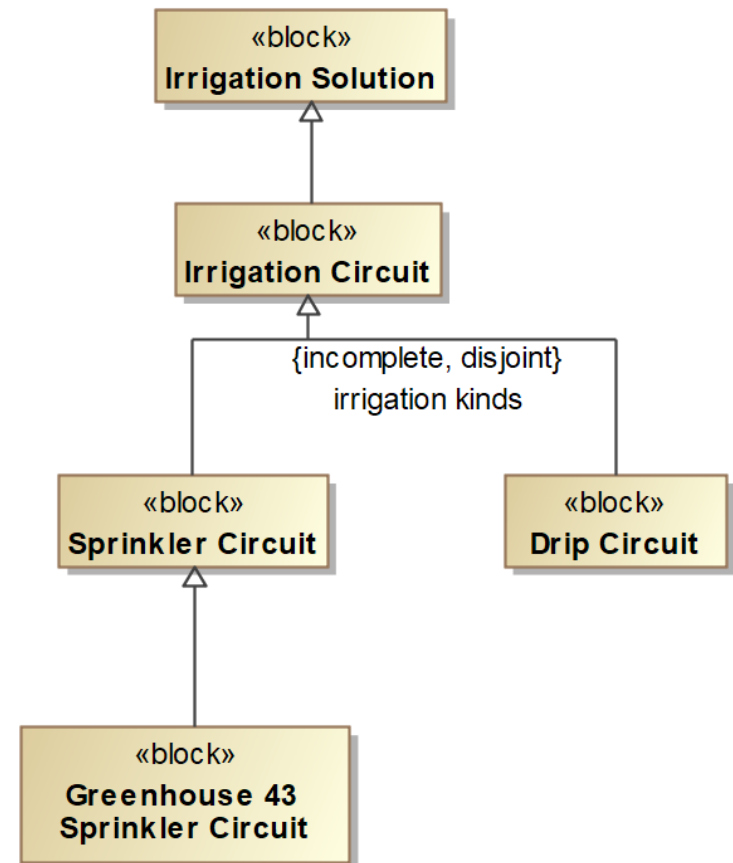 «block»
Irrigation Solution
«block»
Irrigation Circuit
{incomplete, disjoint}
irrigation kinds
«block»
Sprinkler Circuit
«block»
Drip Circuit
«block»
Greenhouse 43
Sprinkler Circuit